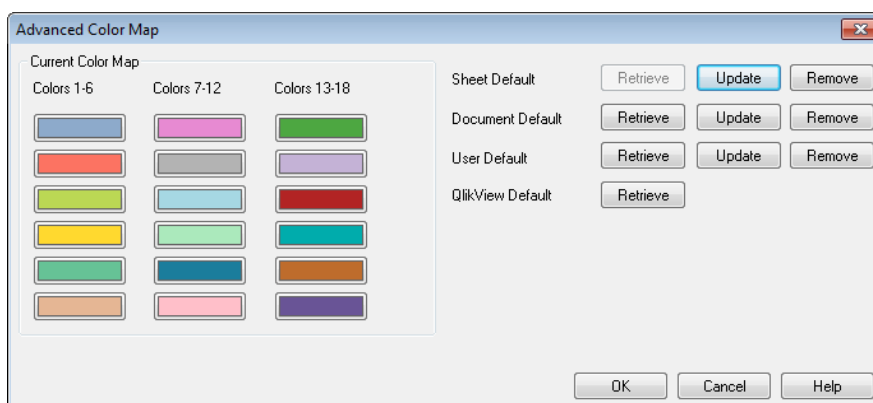 Advanced Color Map
Current Color Map
Colors 1-6 Colors 7-12 Colors 13-18
Sheet Default Retrieve Update Remove
Document Default Retrieve Update Remove
User Default Retrieve Update Remove
QlikView Default Retrieve
OK Cancel Help